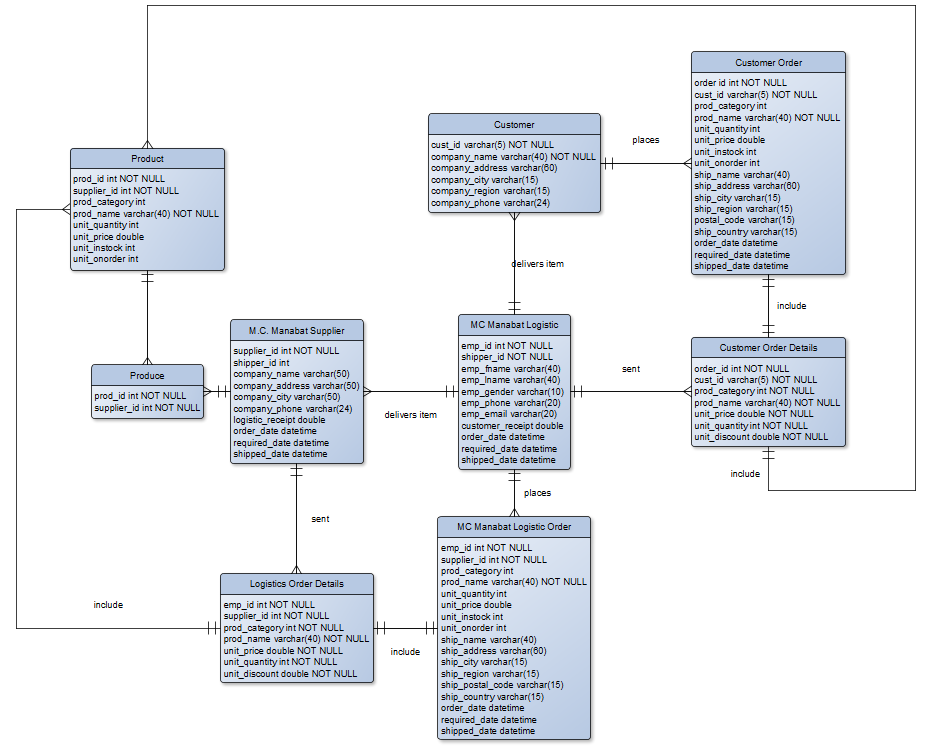 Customer Order
order id int NOT NULL
cust_id varchar(5) NOT NULL
prod_category int
prod_name varchar(40) NOT NULL
unit_quantity int
unit_price double
unit_instock int
unit_onorder int
ship_name varchar(40)
ship_address varchar(60)
ship_city varchar(15)
ship_region varchar(15)
postal_code varchar(15)
ship_country varchar(15)
order_date datetime
required_date datetime
shipped_date datetime
Customer
cust_id varchar(5) NOT NULL
company_name varchar(40) NOT NULL
company_address varchar(60)
company_city varchar(15)
company_region varchar(15)
company_phone varchar(24)
places
Product
prod_id int NOT NULL
supplier_id int NOT NULL
prod_category int
prod_name varchar(40) NOT NULL
unit_quantity int
unit_price double
unit_instock int
unit_onorder int
delivers item
include
M.C. Manabat Supplier
supplier_id int NOT NULL
shipper_id int
company_name varchar(50)
company_address varchar(50)
company_city varchar(50)
company_phone varchar(24)
logistic_receipt double
order_date datetime
required_date datetime
shipped_date datetime
MC Manabat Logistic
emp_id int NOT NULL
shipper_id int NOT NULL
emp_fname varchar(40)
emp_lname varchar(40)
emp_gender varchar(10)
emp_phone varchar(20)
emp_email varchar(20)
customer_receipt double
order_date datetime
required_date datetime
shipped_date datetime
Customer Order Details
order_id int NOT NULL
cust_id varchar(5) NOT NULL
prod_category int NOT NULL
prod_name varchar(40) NOT NULL
unit_price double NOT NULL
unit_quantity int NOT NULL
unit_discount double NOT NULL
Produce
prod_id int NOT NULL
supplier_id int NOT NULL
sent
delivers item
include
places
sent
MC Manabat Logistic Order
emp_id int NOT NULL
supplier_id int NOT NULL
prod_category int
prod_name varchar(40) NOT NULL
unit_quantity int
unit_price double
unit_instock int
unit_onorder int
ship_name varchar(40)
ship_address varchar(60)
ship_city varchar(15)
ship_region varchar(15)
ship_postal_code varchar(15)
ship_country varchar(15)
order_date datetime
required_date datetime
shipped_date datetime
Logistics Order Details
emp_id int NOT NULL
supplier_id int NOT NULL
prod_category int NOT NULL
prod_name varchar(40) NOT NULL
unit_price double NOT NULL
unit_quantity int NOT NULL
unit_discount double NOT NULL
include
include